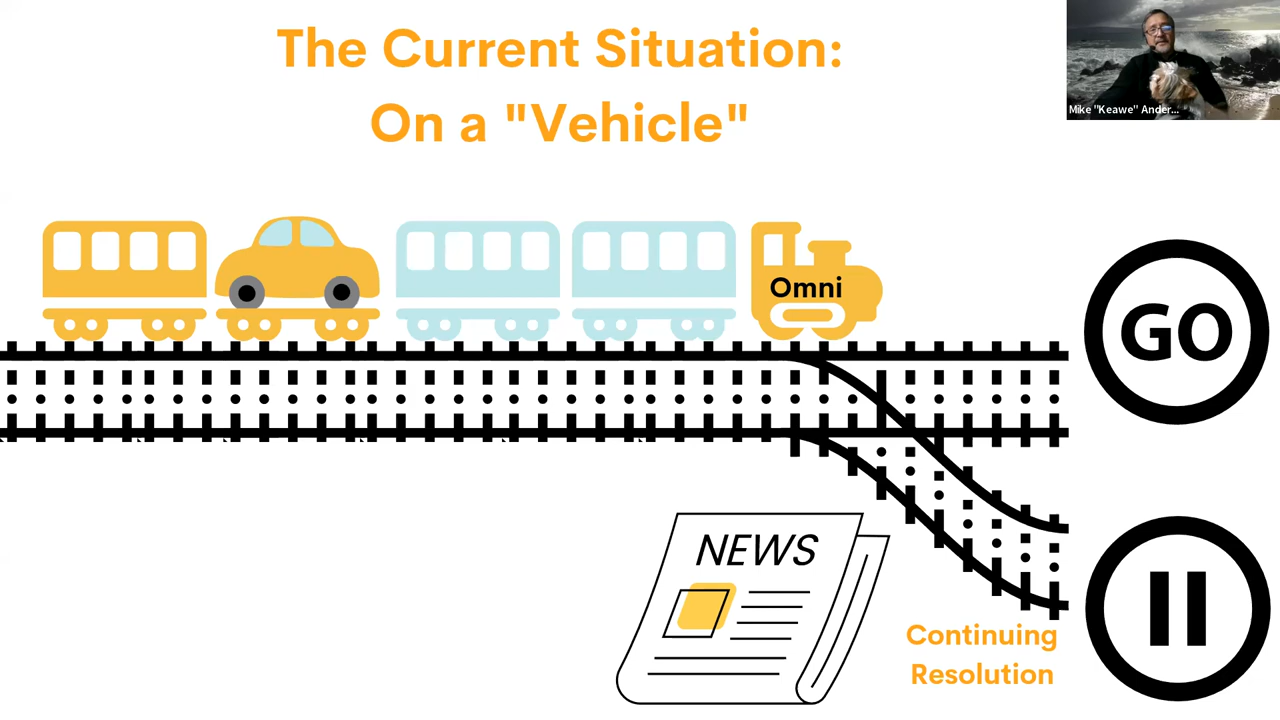 The Current Situation:
On a "Vehicle"
Mike "Keawe" Ander...
Omni
GO
NEWS
Continuing
Resolution